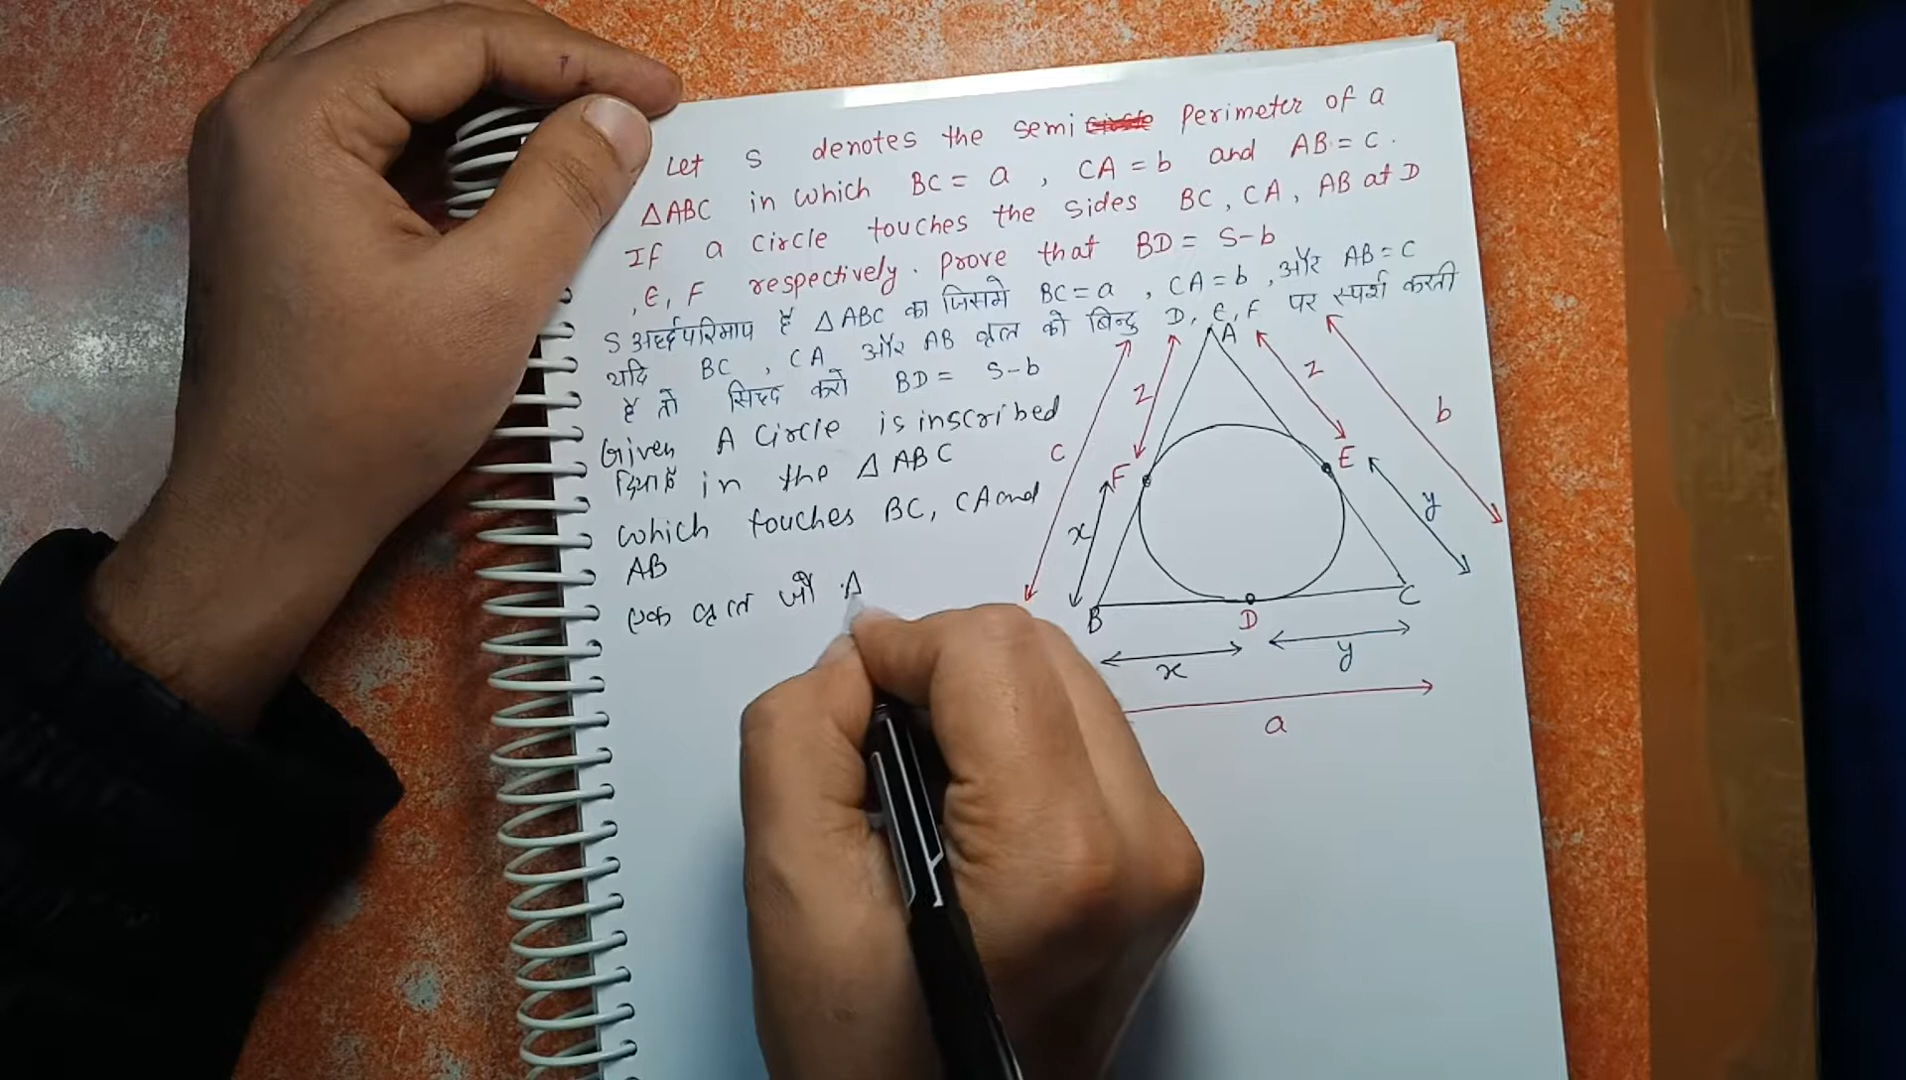 Let S denotes the semi Perimeter of a
△ABC in which BC = a , CA = b and AB = C .
If a circle touches the sides BC, CA, AB at D
, E, F respectively. Prove that BD = S-b
S अर्द्धपरिमाप हैं △ABC का जिसमे BC = a , CA = b , और AB = C
यदि BC , CA और AB वृत्त को बिन्दु D, E, F पर स्पर्श करती
हैं तो सिद्द करो BD = S-b
Given A Circle is inscribed
दिया हैं in the △ ABC
which touches BC, CA and
AB
एक वृत्त जो A
A
z
z
c
b
F
E
x
y
B
D
C
x
y
a